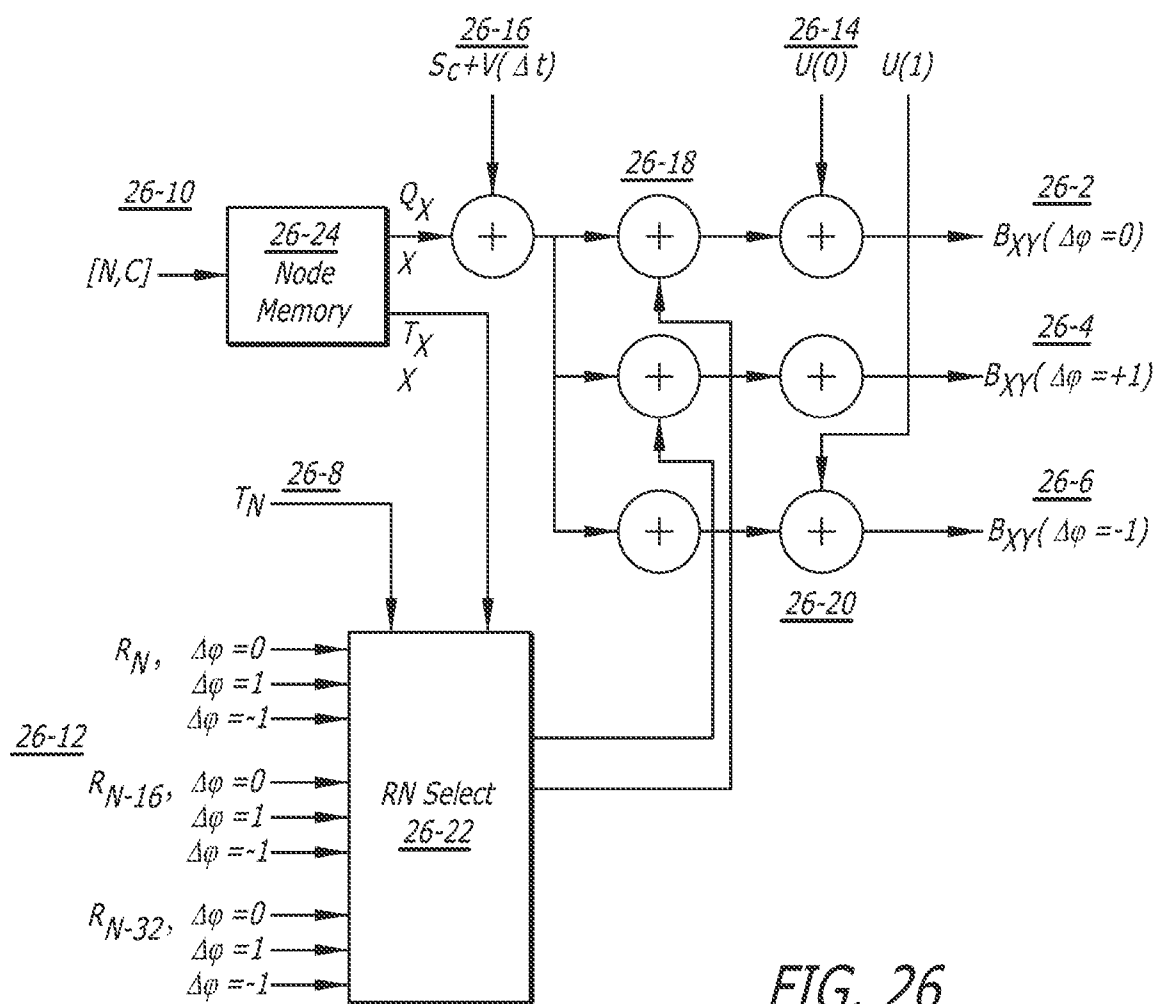 26-16
S_C+V(Δt)
26-14
U(0)
U(1)
26-10
[N,C]
26-24
Node
Memory
Q_X
X
T_X
X
26-18
26-2
B_XY(Δφ=0)
26-4
B_XY(Δφ=+1)
26-6
B_XY(Δφ=-1)
26-20
26-8
T_N
26-12
R_N, Δφ=0
Δφ=1
Δφ=-1
R_N-16, Δφ=0
Δφ=1
Δφ=-1
R_N-32, Δφ=0
Δφ=1
Δφ=-1
RN Select
26-22
+
+
+
+
+
+
+
FIG. 26